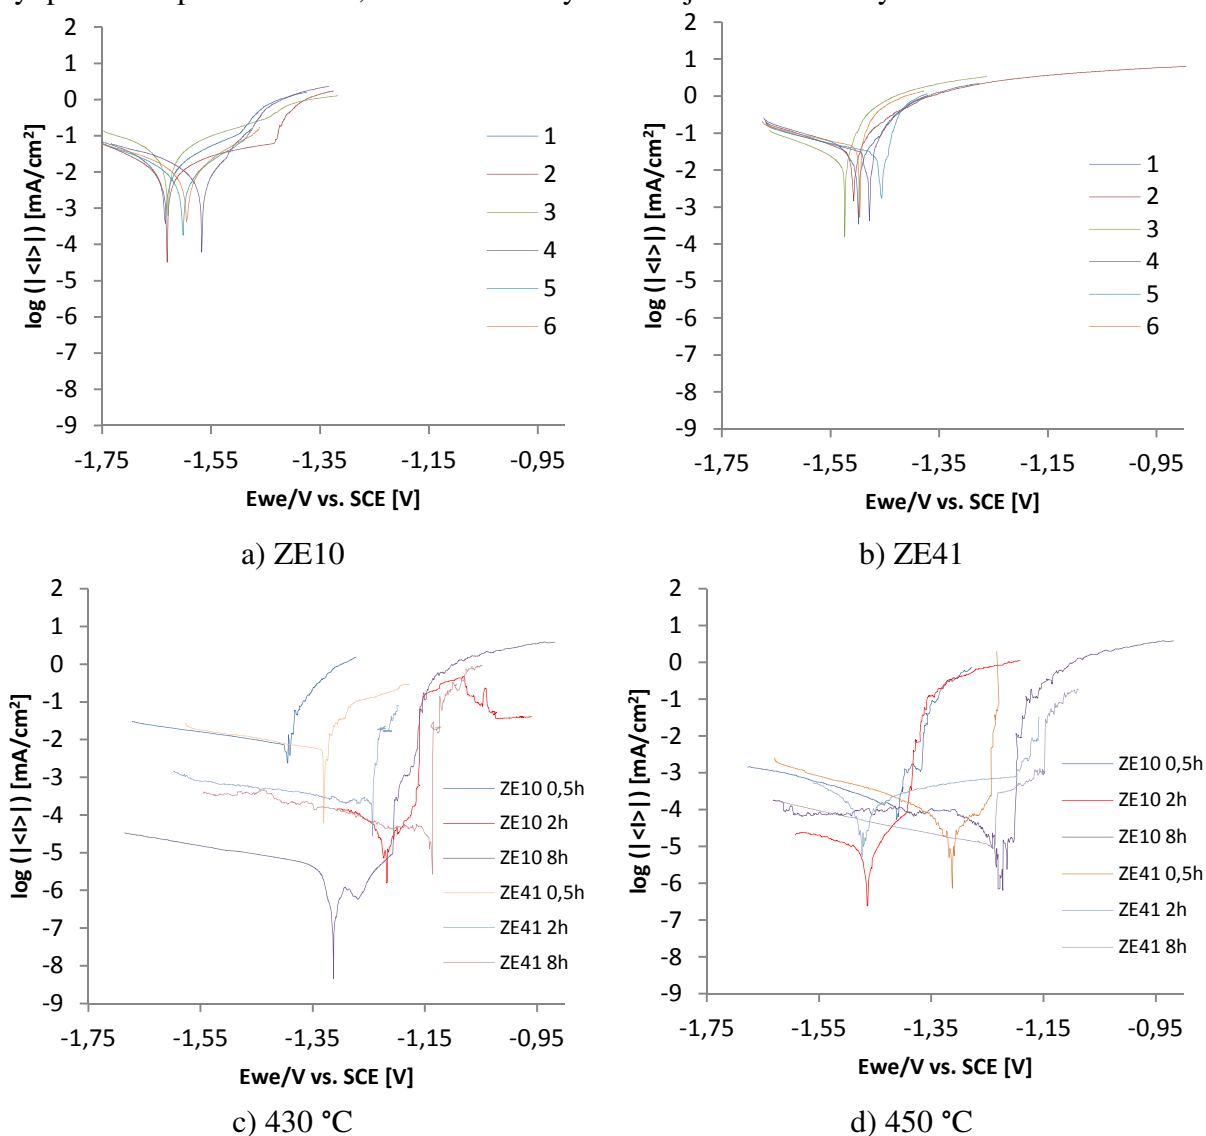 2
1
0
-1
-2
-3
-4
-5
-6
-7
-8
-9
log (|<I>|) [mA/cm²]
-1,75 -1,55 -1,35 -1,15 -0,95
Ewe/V vs. SCE [V]
1
2
3
4
5
6
a) ZE10
2
1
0
-1
-2
-3
-4
-5
-6
-7
-8
-9
log (|<I>|) [mA/cm²]
-1,75 -1,55 -1,35 -1,15 -0,95
Ewe/V vs. SCE [V]
1
2
3
4
5
6
b) ZE41
2
1
0
-1
-2
-3
-4
-5
-6
-7
-8
-9
log (|<I>|) [mA/cm²]
-1,75 -1,55 -1,35 -1,15 -0,95
Ewe/V vs. SCE [V]
ZE10 0,5h
ZE10 2h
ZE10 8h
ZE41 0,5h
ZE41 2h
ZE41 8h
c) 430 °C
2
1
0
-1
-2
-3
-4
-5
-6
-7
-8
-9
log (|<I>|) [mA/cm²]
-1,75 -1,55 -1,35 -1,15 -0,95
Ewe/V vs. SCE [V]
ZE10 0,5h
ZE10 2h
ZE10 8h
ZE41 0,5h
ZE41 2h
ZE41 8h
d) 450 °C